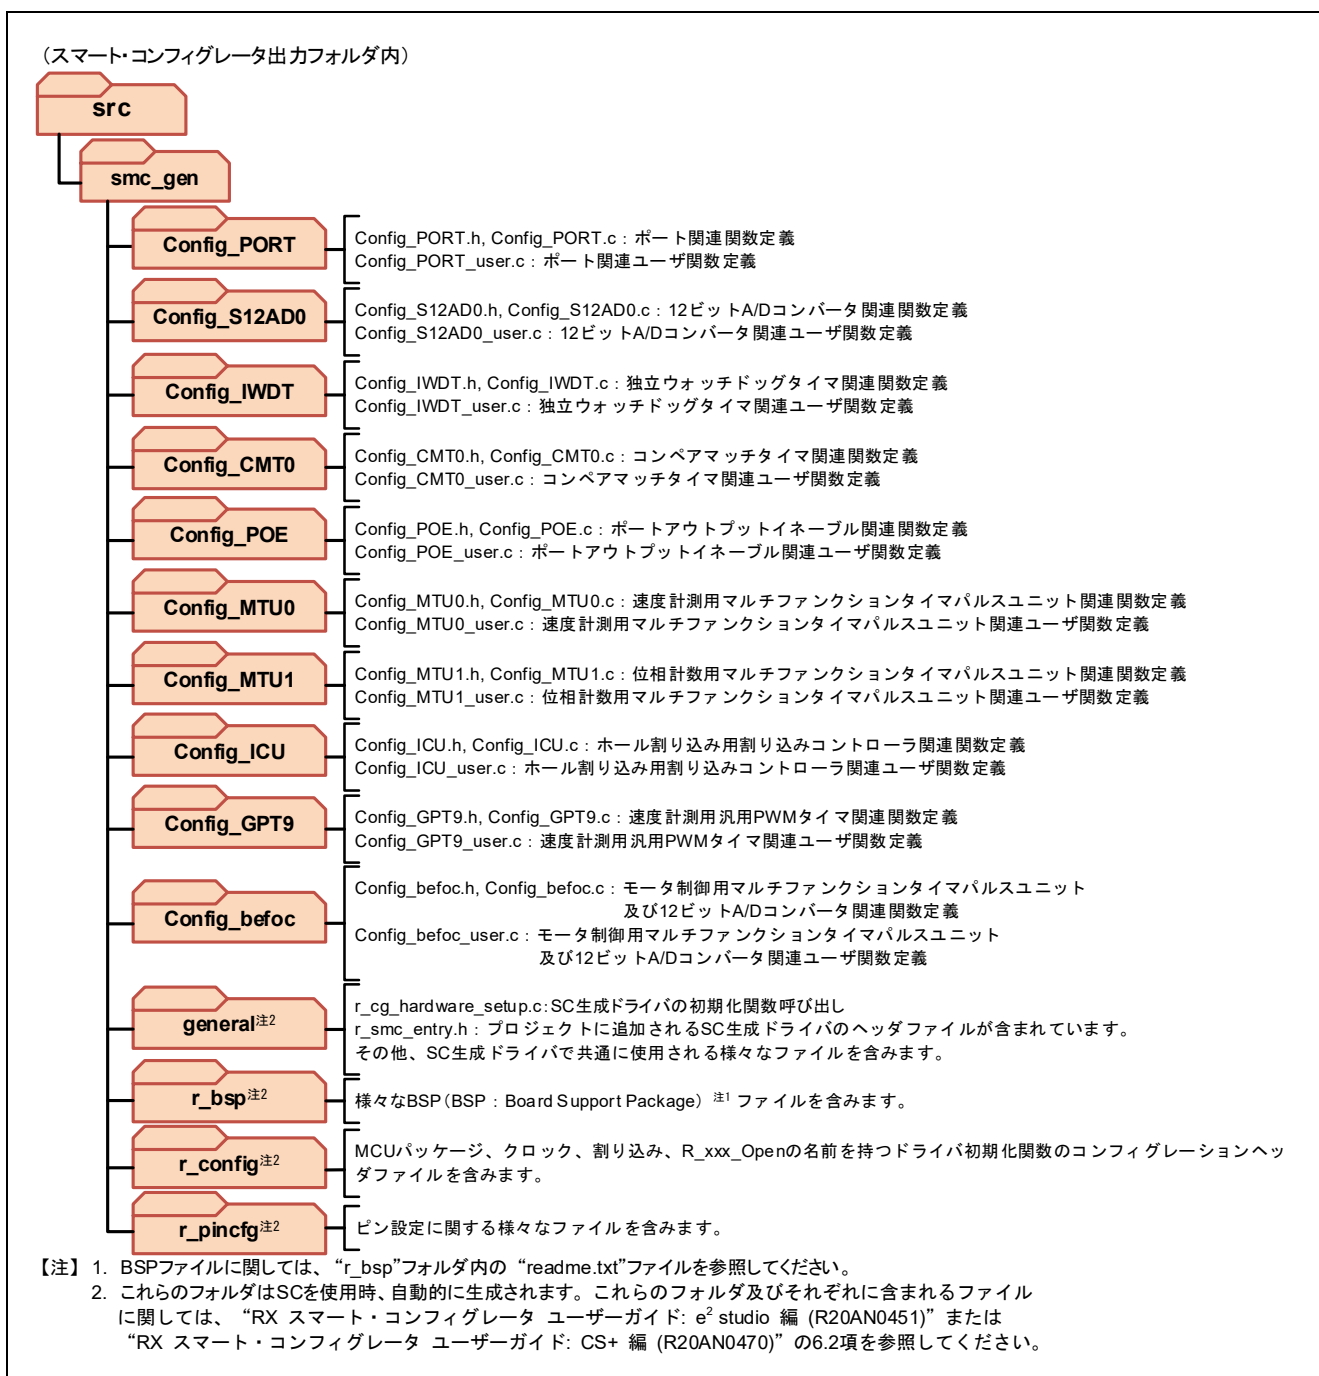 （スマート・コンフィグレータ出力フォルダ内）
src
smc_gen
Config_PORT
Config_PORT.h, Config_PORT.c：ポート関連関数定義
Config_PORT_user.c：ポート関連ユーザ関数定義
Config_S12AD0
Config_S12AD0.h, Config_S12AD0.c：12ビットA/Dコンバータ関連関数定義
Config_S12AD0_user.c：12ビットA/Dコンバータ関連ユーザ関数定義
Config_IWDT
Config_IWDT.h, Config_IWDT.c：独立ウォッチドッグタイマ関連関数定義
Config_IWDT_user.c：独立ウォッチドッグタイマ関連ユーザ関数定義
Config_CMT0
Config_CMT0.h, Config_CMT0.c：コンペアマッチタイマ関連関数定義
Config_CMT0_user.c：コンペアマッチタイマ関連ユーザ関数定義
Config_POE
Config_POE.h, Config_POE.c：ポートアウトプットイネーブル関連関数定義
Config_POE_user.c：ポートアウトプットイネーブル関連ユーザ関数定義
Config_MTU0
Config_MTU0.h, Config_MTU0.c：速度計測用マルチファンクションタイマパルスユニット関連関数定義
Config_MTU0_user.c：速度計測用マルチファンクションタイマパルスユニット関連ユーザ関数定義
Config_MTU1
Config_MTU1.h, Config_MTU1.c：位相計数用マルチファンクションタイマパルスユニット関連関数定義
Config_MTU1_user.c：位相計数用マルチファンクションタイマパルスユニット関連ユーザ関数定義
Config_ICU
Config_ICU.h, Config_ICU.c：ホール割り込み用割り込みコントローラ関連関数定義
Config_ICU_user.c：ホール割り込み用割り込みコントローラ関連ユーザ関数定義
Config_GPT9
Config_GPT9.h, Config_GPT9.c：速度計測用汎用PWMタイマ関連関数定義
Config_GPT9_user.c：速度計測用汎用PWMタイマ関連ユーザ関数定義
Config_befoc
Config_befoc.h, Config_befoc.c：モータ制御用マルチファンクションタイマパルスユニット
及び12ビットA/Dコンバータ関連関数定義
Config_befoc_user.c：モータ制御用マルチファンクションタイマパルスユニット
及び12ビットA/Dコンバータ関連ユーザ関数定義
general注2
r_cg_hardware_setup.c:SC生成ドライバの初期化関数呼び出し
r_smc_entry.h：プロジェクトに追加されるSC生成ドライバのヘッダファイルが含まれています。
その他、SC生成ドライバで共通に使用される様々なファイルを含みます。
r_bsp注2
様々なBSP（BSP：Board Support Package）注1 ファイルを含みます。
r_config注2
MCUパッケージ、クロック、割り込み、R_xxx_Openの名前を持つドライバ初期化関数のコンフィグレーションヘッ
ダファイルを含みます。
r_pincfg注2
ピン設定に関する様々なファイルを含みます。
【注】 1. BSPファイルに関しては、“r_bsp”フォルダ内の “readme.txt”ファイルを参照してください。
2. これらのフォルダはSCを使用時、自動的に生成されます。これらのフォルダ及びそれぞれに含まれるファイル
に関しては、 “RX スマート・コンフィグレータ ユーザーガイド: e² studio 編 (R20AN0451)” または
“RX スマート・コンフィグレータ ユーザーガイド: CS+ 編 (R20AN0470)” の6.2項を参照してください。